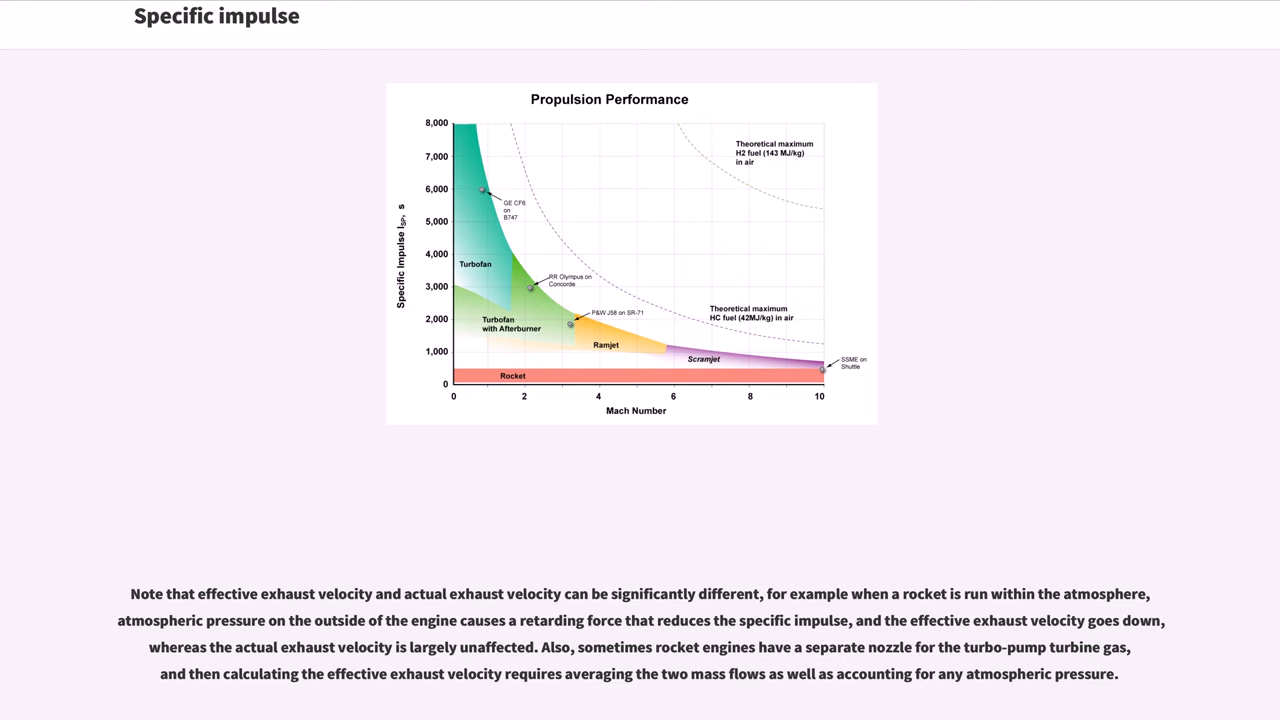 Specific impulse
Propulsion Performance
8,000
7,000
6,000
5,000
4,000
3,000
2,000
1,000
0
Specific Impulse ISP, s
Theoretical maximum
H2 fuel (143 MJ/kg)
in air
GE CF6
on
B747
Turbofan
RR Olympus on
Concorde
Theoretical maximum
HC fuel (42MJ/kg) in air
P&W J58 on SR-71
Turbofan
with Afterburner
Ramjet
Scramjet
SSME on
Shuttle
Rocket
0 2 4 6 8 10
Mach Number
Note that effective exhaust velocity and actual exhaust velocity can be significantly different, for example when a rocket is run within the atmosphere,
atmospheric pressure on the outside of the engine causes a retarding force that reduces the specific impulse, and the effective exhaust velocity goes down,
whereas the actual exhaust velocity is largely unaffected. Also, sometimes rocket engines have a separate nozzle for the turbo-pump turbine gas,
and then calculating the effective exhaust velocity requires averaging the two mass flows as well as accounting for any atmospheric pressure.